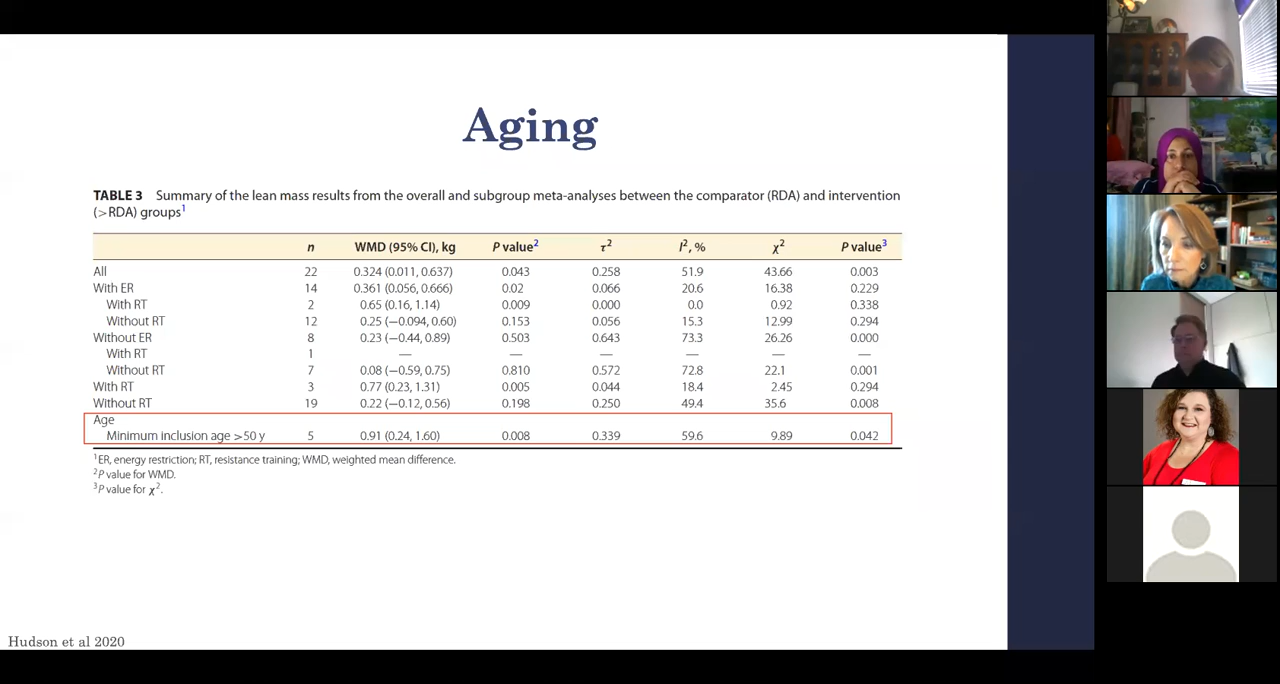 Aging
TABLE 3 Summary of the lean mass results from the overall and subgroup meta-analyses between the comparator (RDA) and intervention
(>RDA) groups¹
n WMD (95% CI), kg P value² τ² I², % χ² P value³
All 22 0.324 (0.011, 0.637) 0.043 0.258 51.9 43.66 0.003
With ER 14 0.361 (0.056, 0.666) 0.02 0.066 20.6 16.38 0.229
With RT 2 0.65 (0.16, 1.14) 0.009 0.000 0.0 0.92 0.338
Without RT 12 0.25 (−0.094, 0.60) 0.153 0.056 15.3 12.99 0.294
Without ER 8 0.23 (−0.44, 0.89) 0.503 0.643 73.3 26.26 0.000
With RT 1 — — — — — —
Without RT 7 0.08 (−0.59, 0.75) 0.810 0.572 72.8 22.1 0.001
With RT 3 0.77 (0.23, 1.31) 0.005 0.044 18.4 2.45 0.294
Without RT 19 0.22 (−0.12, 0.56) 0.198 0.250 49.4 35.6 0.008
Age
Minimum inclusion age >50 y 5 0.91 (0.24, 1.60) 0.008 0.339 59.6 9.89 0.042
¹ER, energy restriction; RT, resistance training; WMD, weighted mean difference.
²P value for WMD.
³P value for χ².
Hudson et al 2020